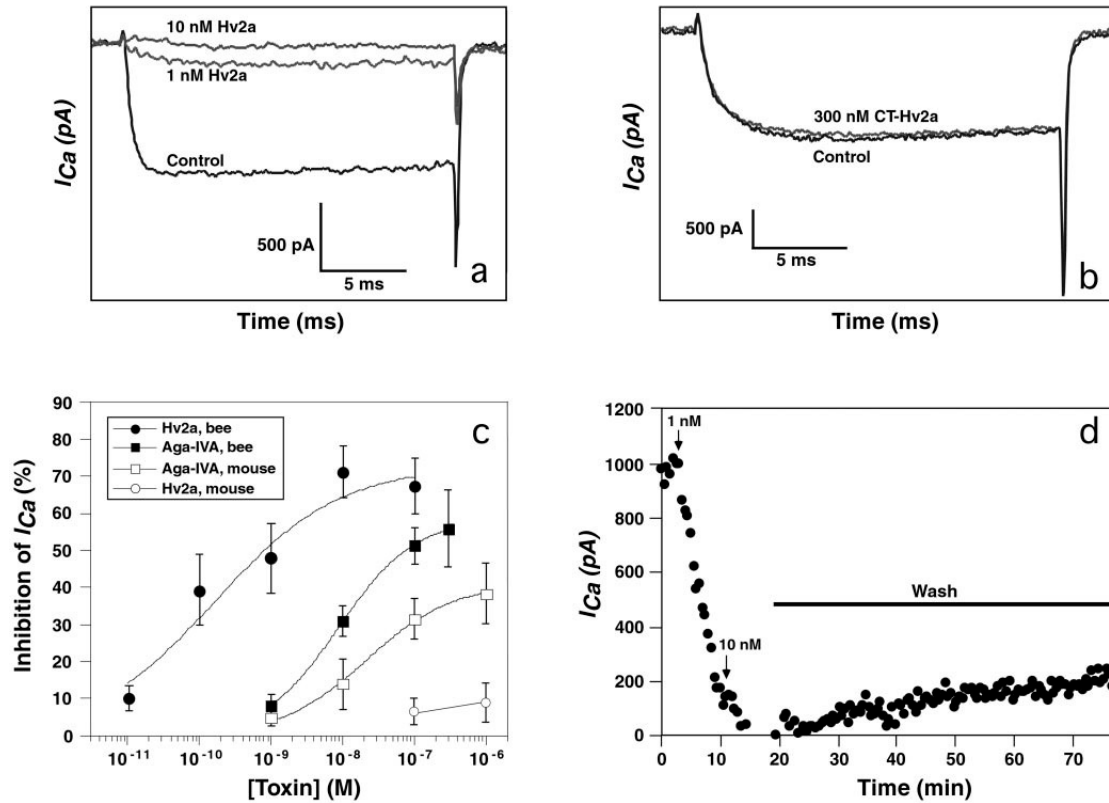 10 nM Hv2a
1 nM Hv2a
Control
500 pA
5 ms
a
ICa (pA)
Time (ms)
300 nM CT-Hv2a
Control
500 pA
5 ms
b
ICa (pA)
Time (ms)
90
80
70
60
50
40
30
20
10
0
Hv2a, bee
Aga-IVA, bee
Aga-IVA, mouse
Hv2a, mouse
c
Inhibition of ICa (%)
10⁻¹¹ 10⁻¹⁰ 10⁻⁹ 10⁻⁸ 10⁻⁷ 10⁻⁶
[Toxin] (M)
1200
1000
800
600
400
200
0
1 nM
10 nM
Wash
d
ICa (pA)
0 10 20 30 40 50 60 70
Time (min)